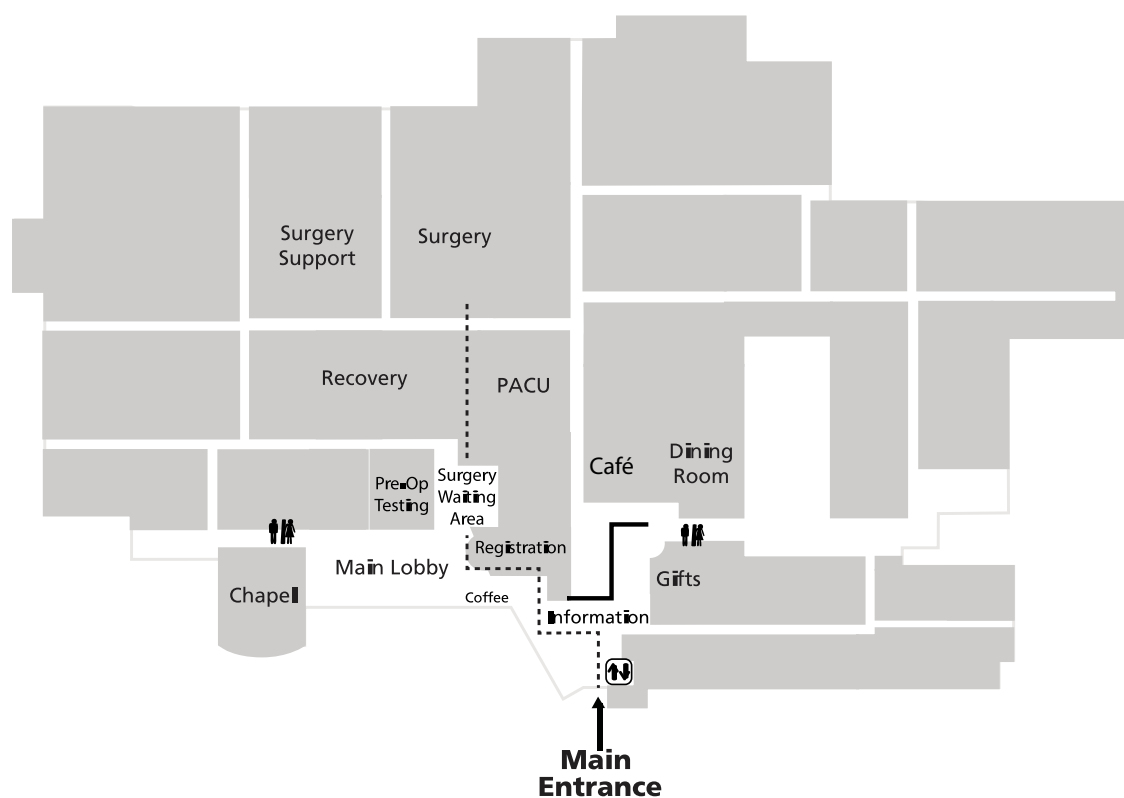 Surgery
Support
Surgery
Recovery
PACU
Café
Dining
Room
Pre-Op
Testing
Surgery
Waiting
Area
Registration
Main Lobby
Gifts
Chapel
Coffee
Information
Main
Entrance